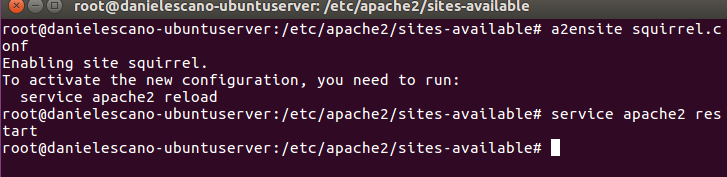 root@danielescano-ubuntuserver: /etc/apache2/sites-available
root@danielescano-ubuntuserver:/etc/apache2/sites-available# a2ensite squirrel.c
onf
Enabling site squirrel.
To activate the new configuration, you need to run:
  service apache2 reload
root@danielescano-ubuntuserver:/etc/apache2/sites-available# service apache2 res
tart
root@danielescano-ubuntuserver:/etc/apache2/sites-available#